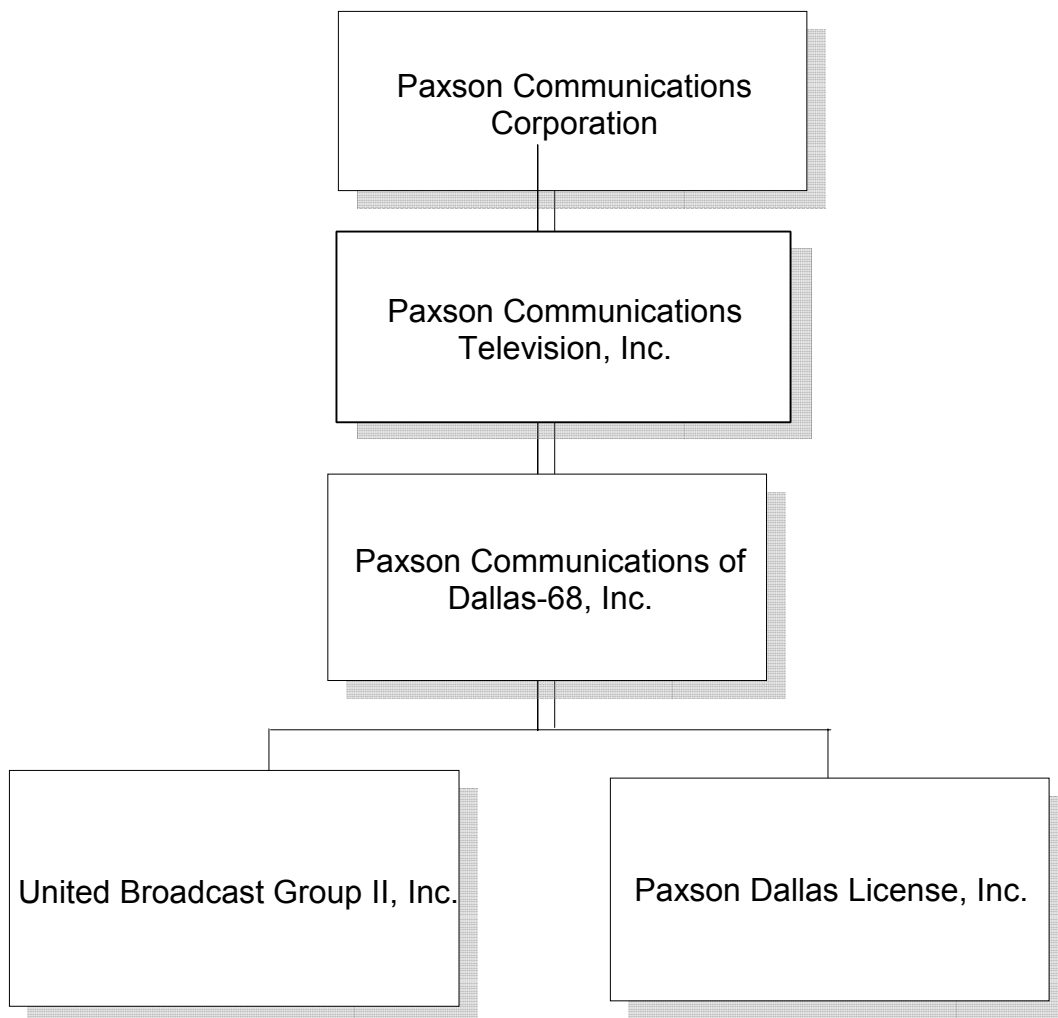 Paxson Communications
Corporation
Paxson Communications
Television, Inc.
Paxson Communications of
Dallas-68, Inc.
United Broadcast Group II, Inc.
Paxson Dallas License, Inc.